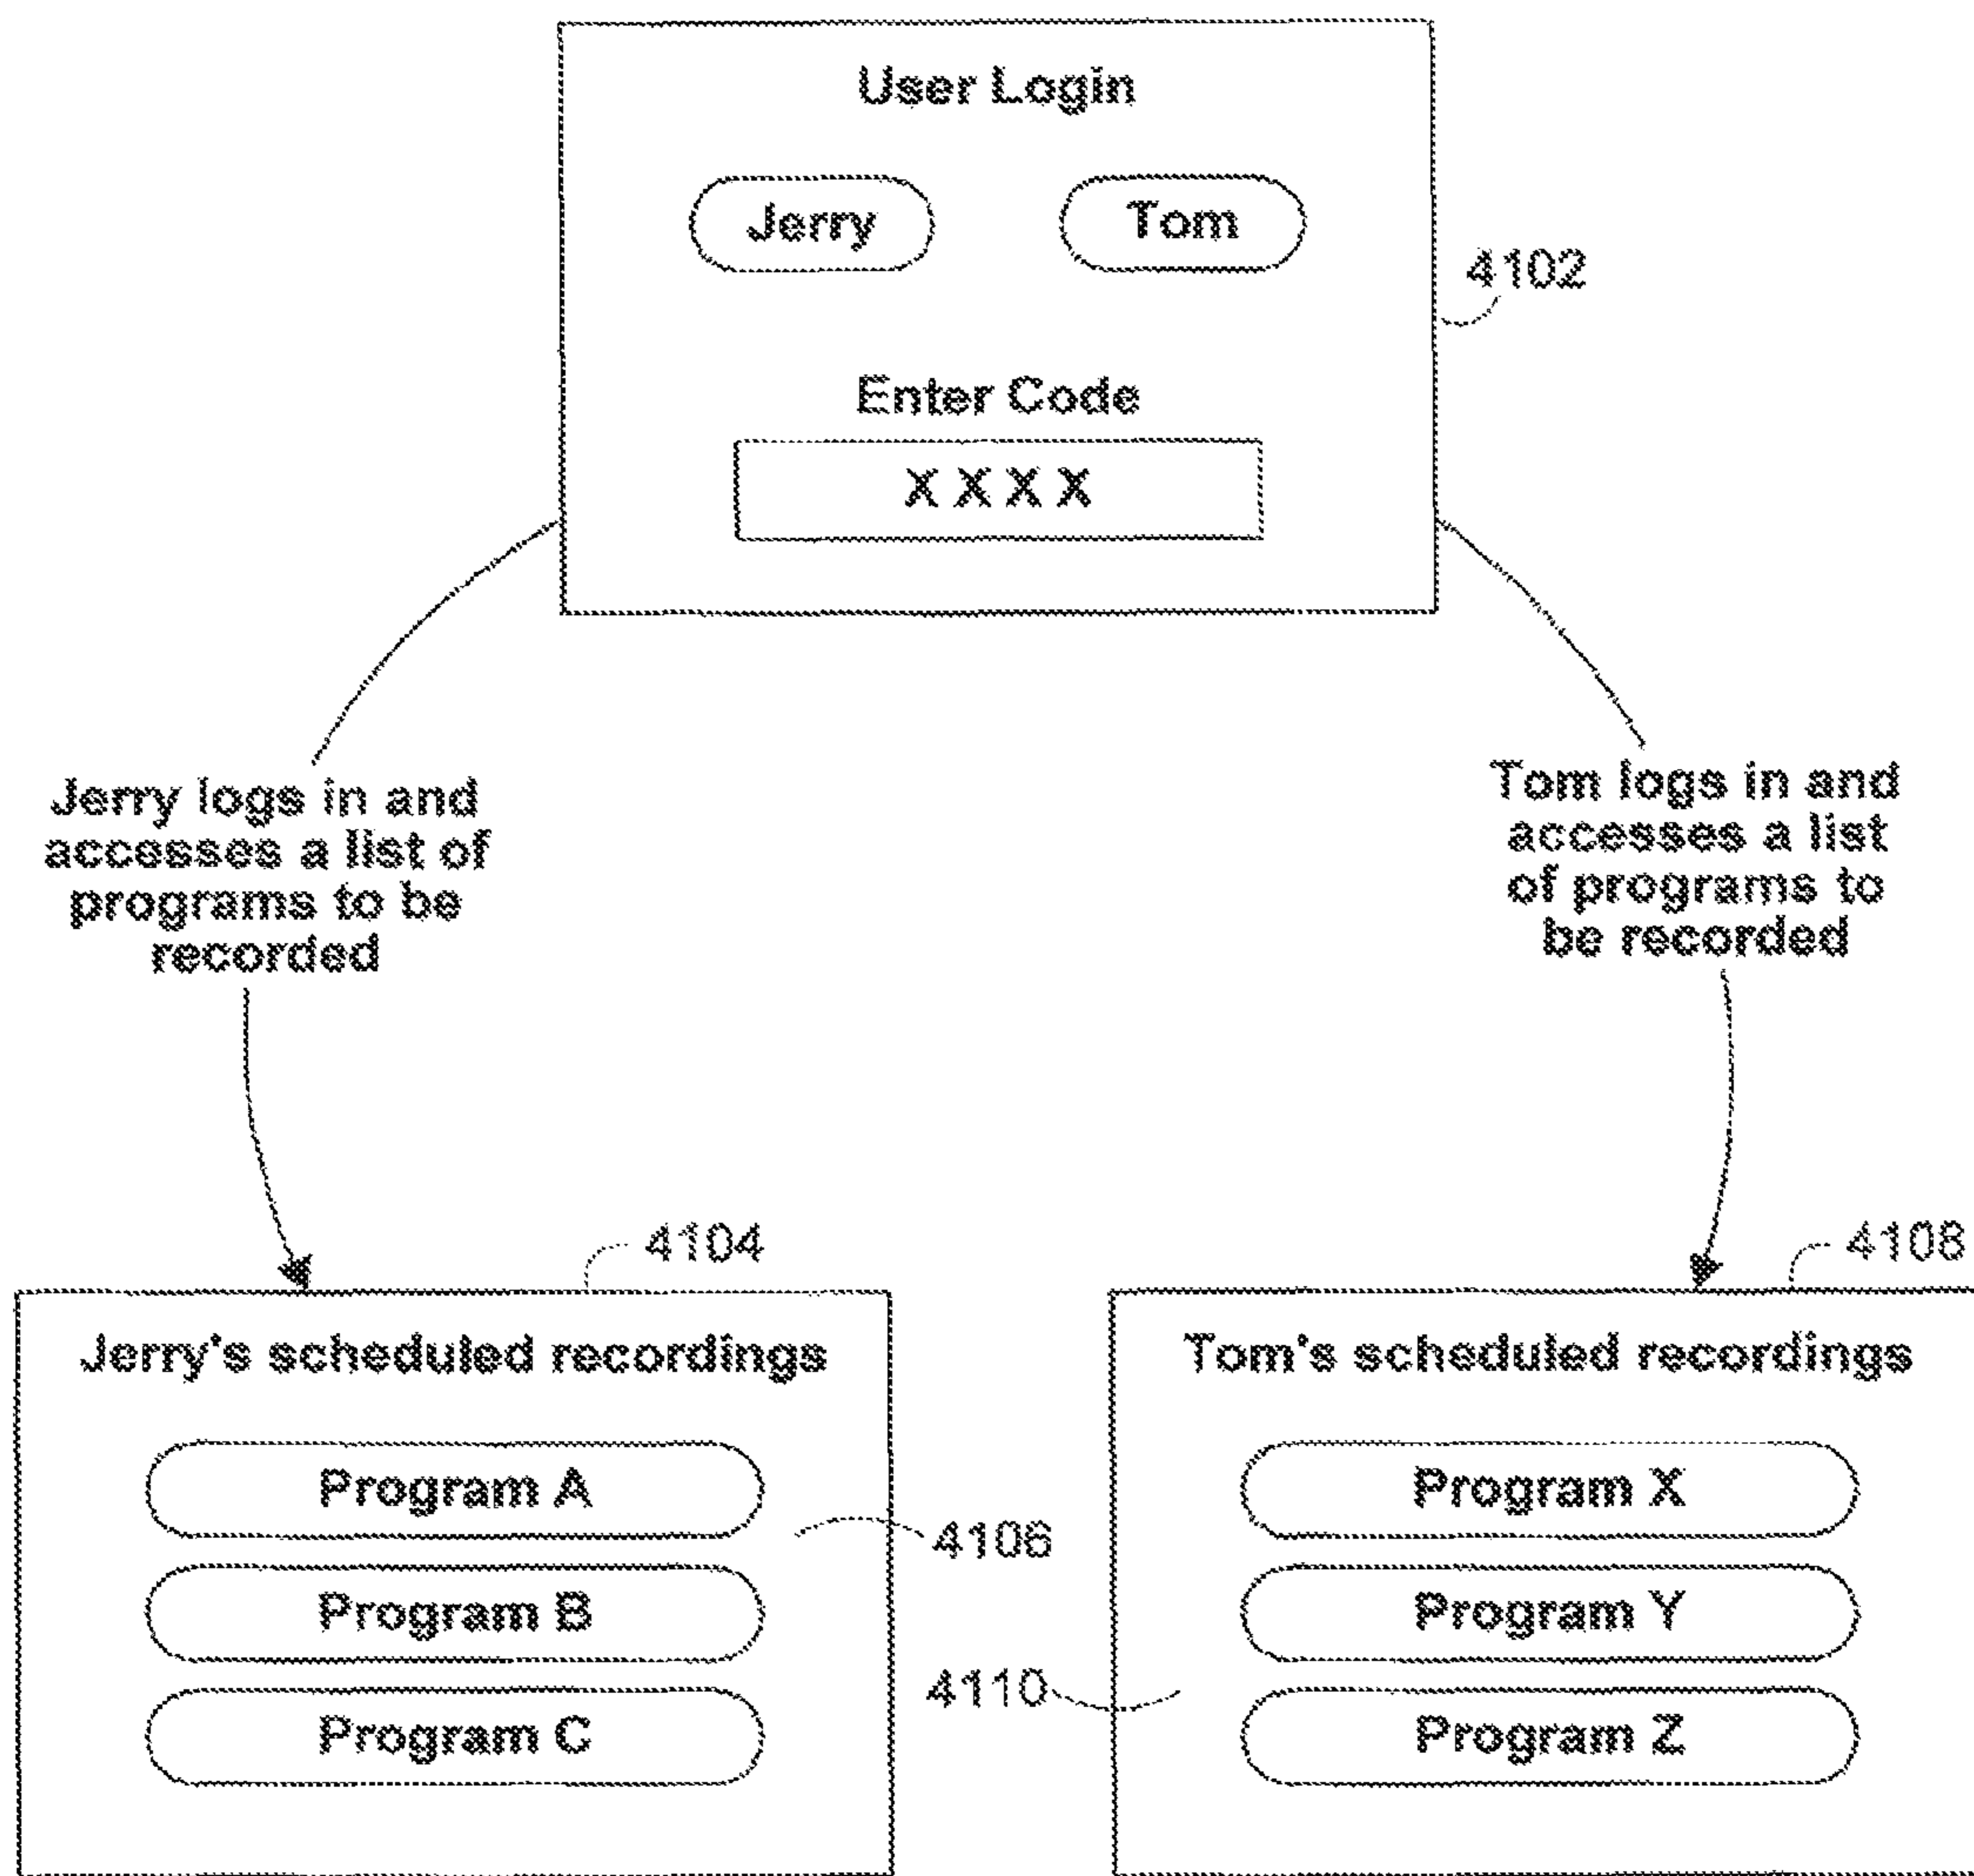 User Login
Jerry
Tom
4102
Enter Code
X X X X
Jerry logs in and
accesses a list of
programs to be
recorded
Tom logs in and
accesses a list
of programs to
be recorded
4104
4108
Jerry's scheduled recordings
Program A
4106
Program B
Program C
Tom's scheduled recordings
Program X
Program Y
4110
Program Z